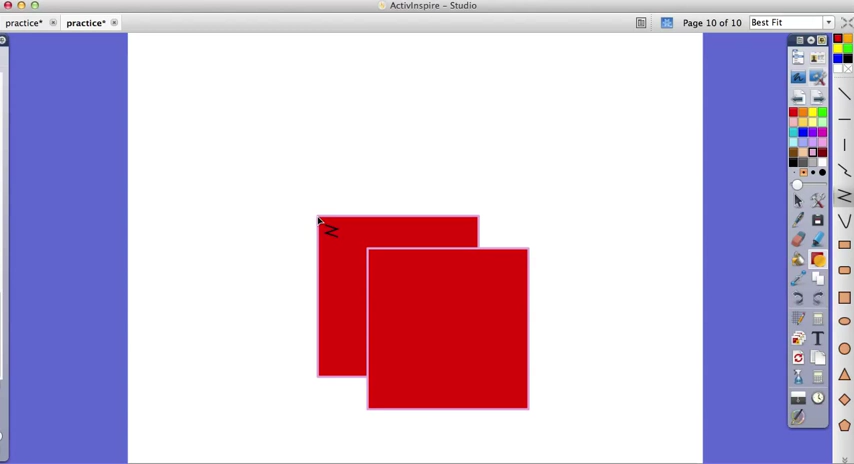 ActivInspire - Studio
practice*
practice*
Page 10 of 10
Best Fit